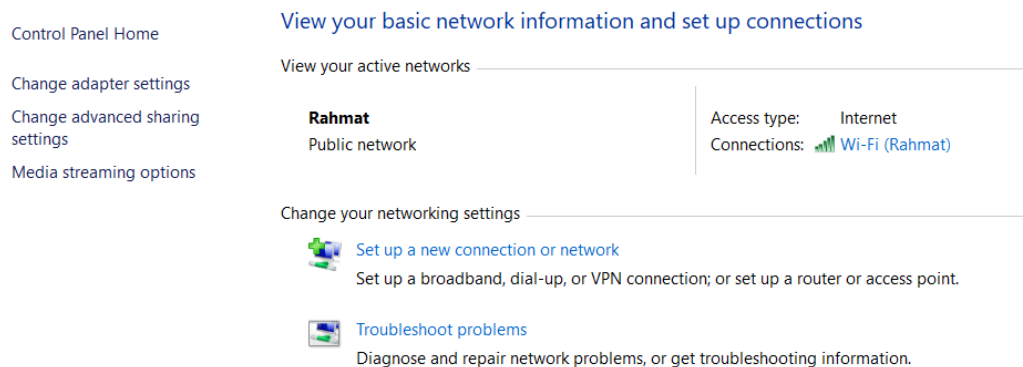 Control Panel Home
Change adapter settings
Change advanced sharing
settings
Media streaming options
View your basic network information and set up connections
View your active networks
Rahmat
Public network
Access type: Internet
Connections: Wi-Fi (Rahmat)
Change your networking settings
Set up a new connection or network
Set up a broadband, dial-up, or VPN connection; or set up a router or access point.
Troubleshoot problems
Diagnose and repair network problems, or get troubleshooting information.